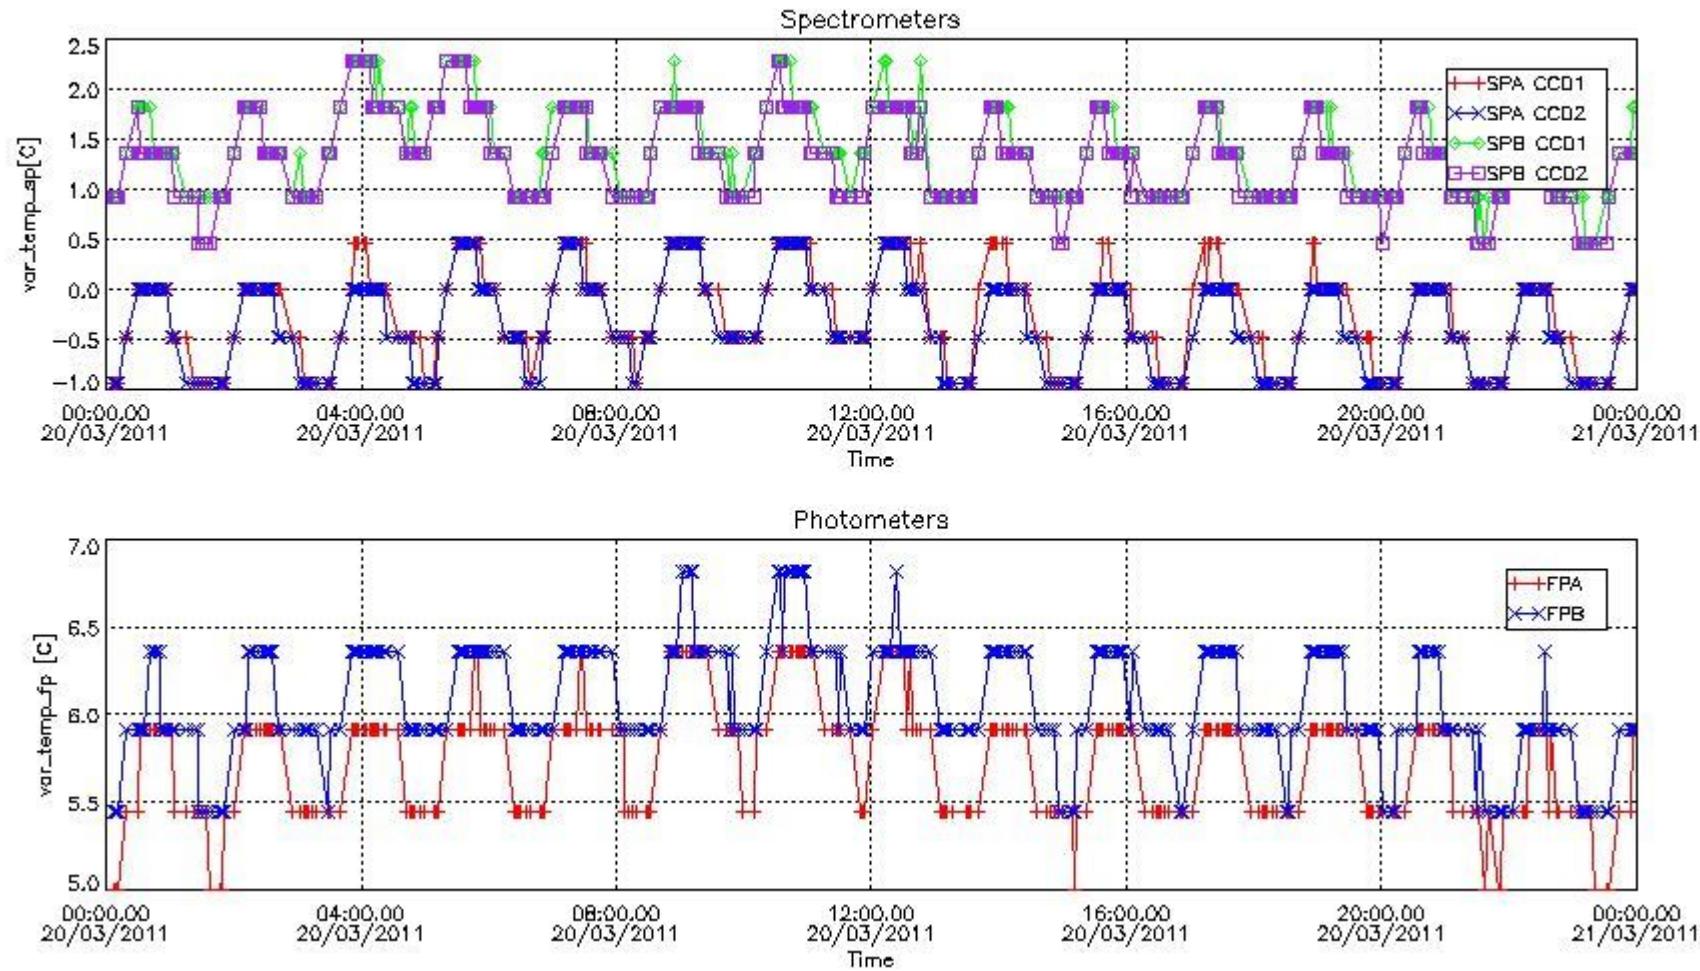 Spectrometers
2.5
2.0
1.5
1.0
0.5
0.0
-0.5
-1.0
var_temp_sp[C]
SPA CCD1
SPA CCD2
SPB CCD1
SPB CCD2
00:00.00 04:00.00 08:00.00 12:00.00 16:00.00 20:00.00 00:00.00
20/03/2011 20/03/2011 20/03/2011 20/03/2011 20/03/2011 20/03/2011 21/03/2011
Time
Photometers
7.0
6.5
6.0
5.5
5.0
var_temp_fp [C]
FPA
FPB
00:00.00 04:00.00 08:00.00 12:00.00 16:00.00 20:00.00 00:00.00
20/03/2011 20/03/2011 20/03/2011 20/03/2011 20/03/2011 20/03/2011 21/03/2011
Time